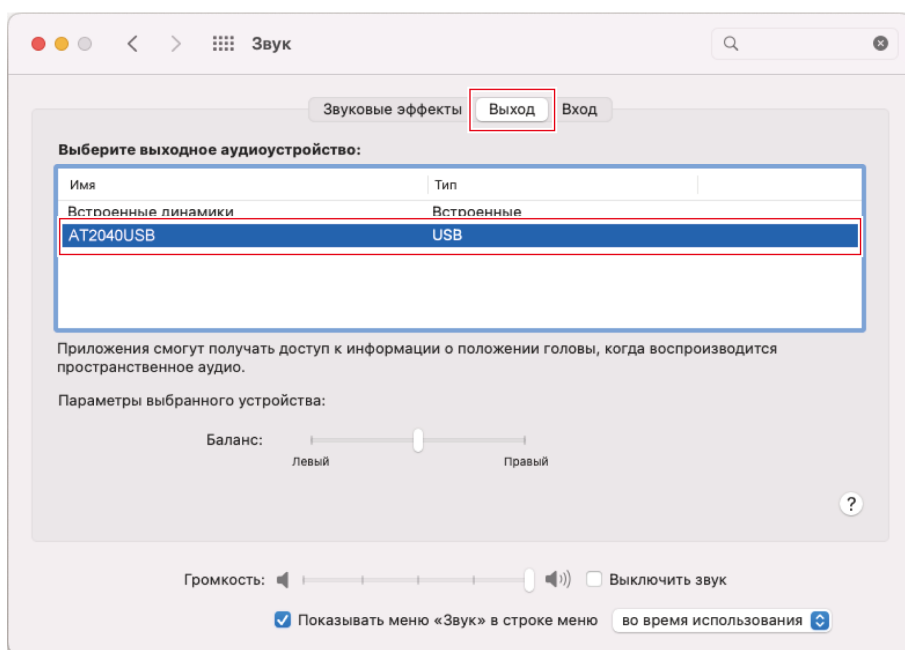 Звук
Звуковые эффекты Выход Вход
Выберите выходное аудиоустройство:
Имя Тип
Встроенные динамики Встроенные
AT2040USB USB
Приложения смогут получать доступ к информации о положении головы, когда воспроизводится
пространственное аудио.
Параметры выбранного устройства:
Баланс:
Левый Правый
?
Громкость: Выключить звук
Показывать меню «Звук» в строке меню во время использования